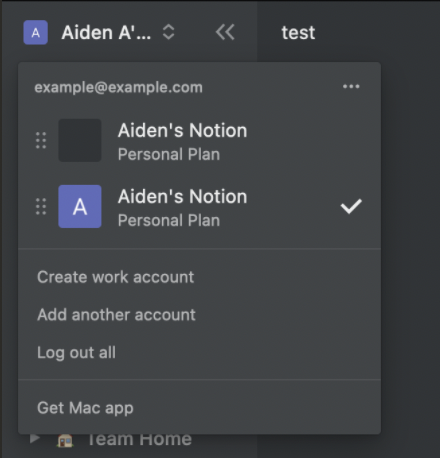 A Aiden A'...
test
example@example.com
Aiden's Notion
Personal Plan
A
Aiden's Notion
Personal Plan
Create work account
Add another account
Log out all
Get Mac app
Team Home